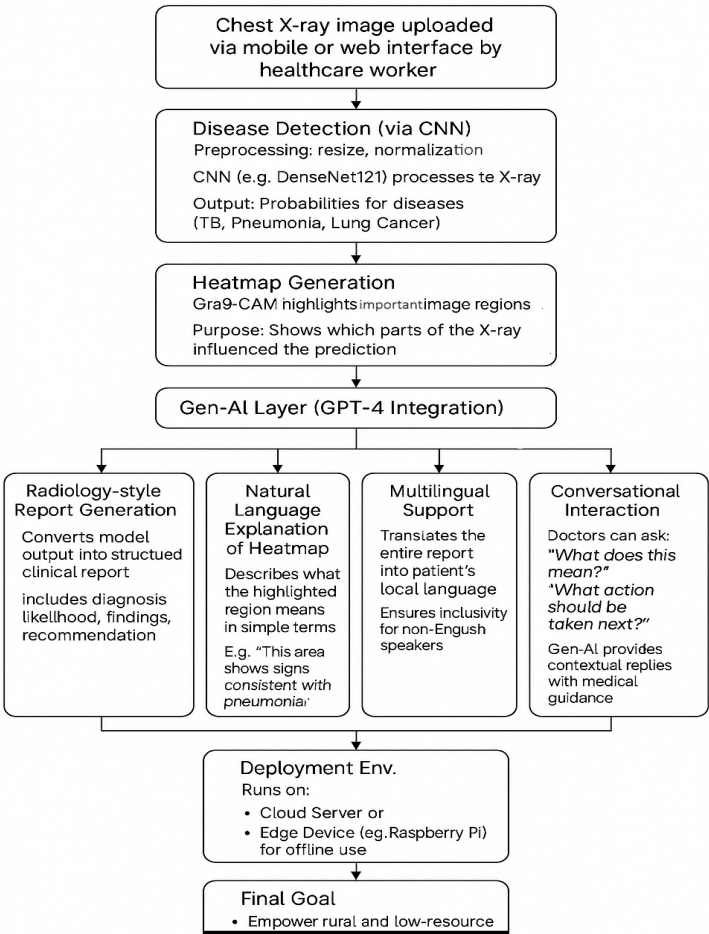 Chest X-ray image uploaded
via mobile or web interface by
healthcare worker
Disease Detection (via CNN)
Preprocessing: resize, normalization
CNN (e.g. DenseNet121) processes te X-ray
Output: Probabilities for diseases
(TB, Pneumonia, Lung Cancer)
Heatmap Generation
Gra9-CAM highlights important image regions
Purpose: Shows which parts of the X-ray
influenced the prediction
Gen-Al Layer (GPT-4 Integration)
Radiology-style
Report Generation
Converts model
output into structued
clinical report
includes diagnosis
likellhood, findings,
recommendation
Natural
Language
Explanation
of Heatmap
Describes what
the highlighted
region means
in simple terms
E.g. "This area
shows signs
consistent with
pneumonia"
Multilingual
Support
Translates the
entire report
into patient's
local language
Ensures inclusivity
for non-Engush
speakers
Conversational
Interaction
Doctors can ask:
"What does this
mean?"
"What action
should be
taken next?"
Gen-Al provides
contextual replies
with medical
guidance
Deployment Env.
Runs on:
• Cloud Server or
• Edge Device (eg.Raspberry Pi)
for offline use
Final Goal
• Empower rural and low-resource